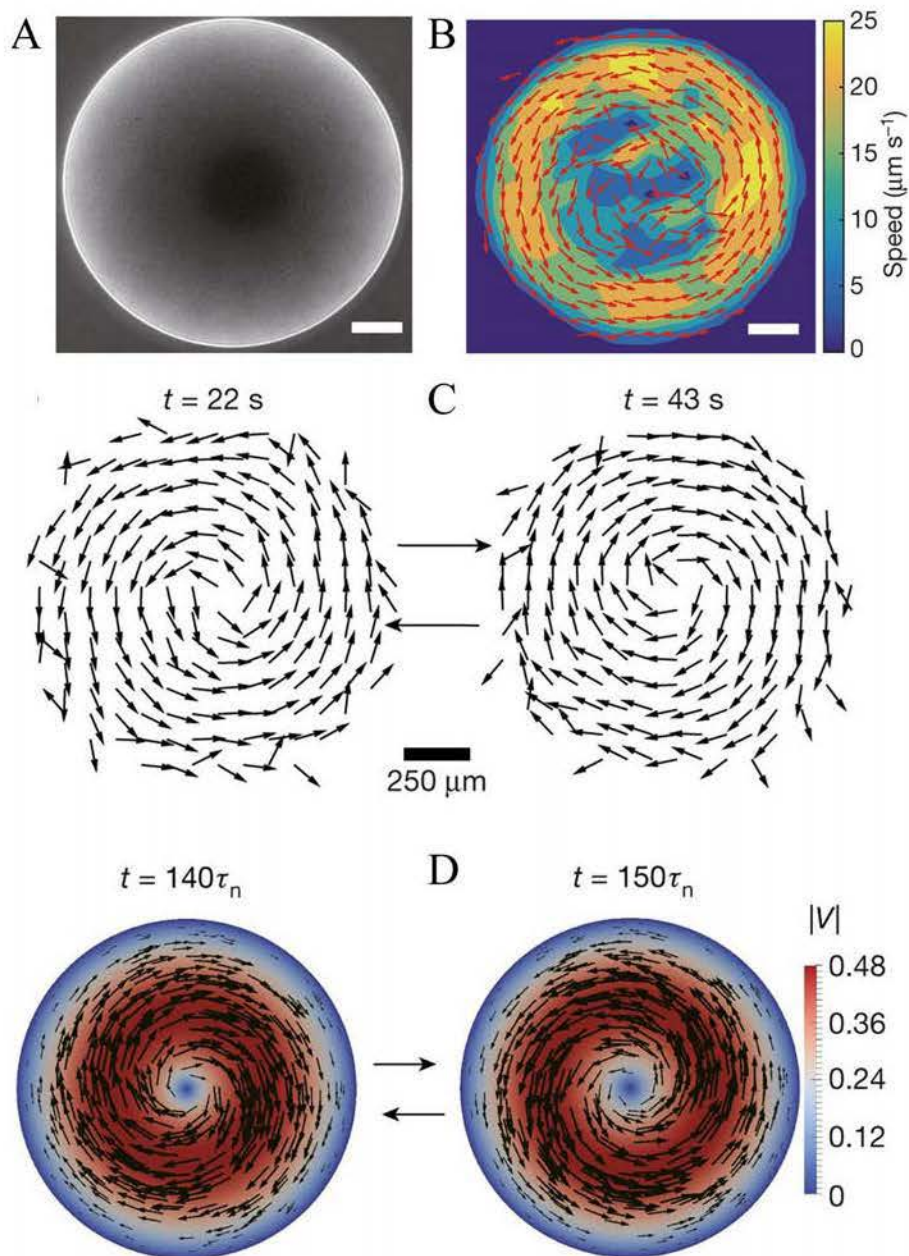 A
B
25
20
15
10
5
0
Speed (µm s⁻¹)
t = 22 s
C
t = 43 s
250 µm
t = 140τn
D
t = 150τn
|V|
0.48
0.36
0.24
0.12
0